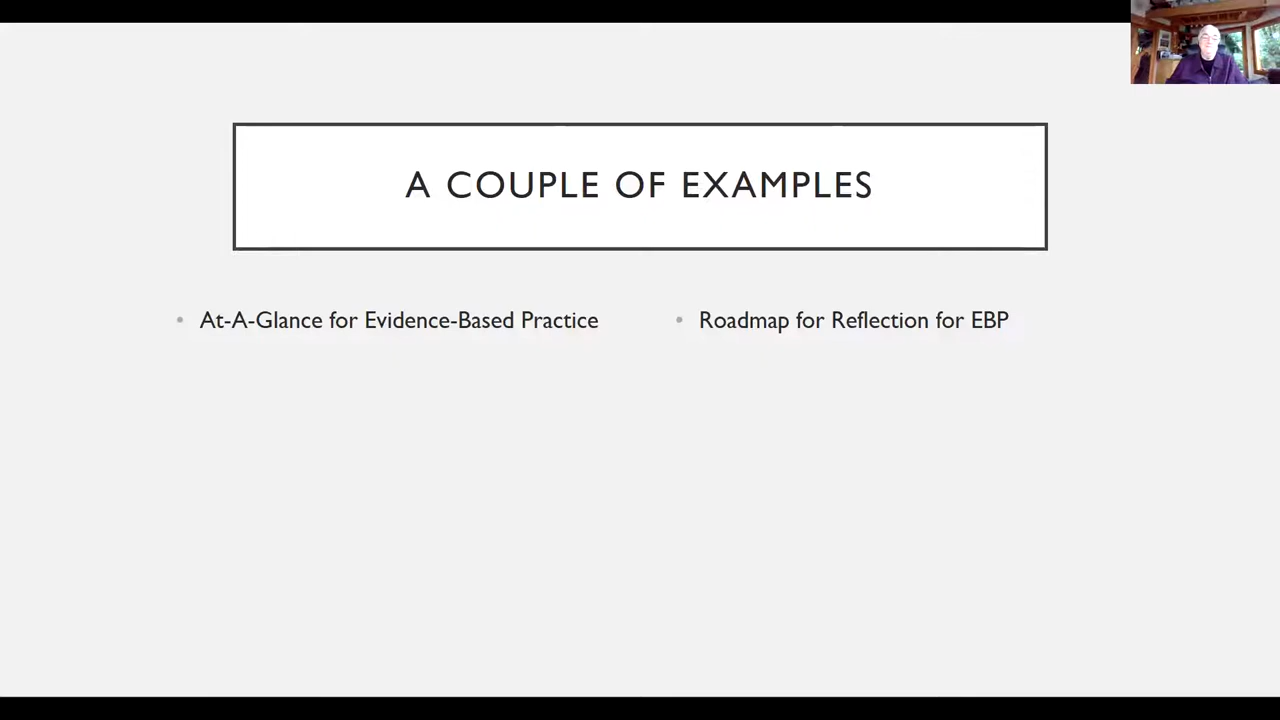 A COUPLE OF EXAMPLES
• At-A-Glance for Evidence-Based Practice
• Roadmap for Reflection for EBP